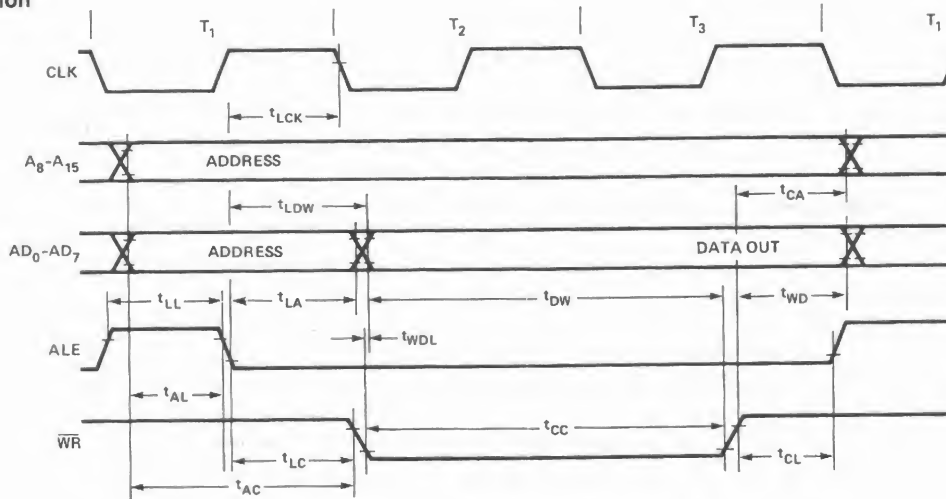 ion
T1 T2 T3 T1
CLK
tLCK
A8-A15 ADDRESS
tLDW tCA
AD0-AD7 ADDRESS DATA OUT
tLL tLA tDW tWD
tWDL
ALE
tAL
WR tCC
tLC tCL
tAC